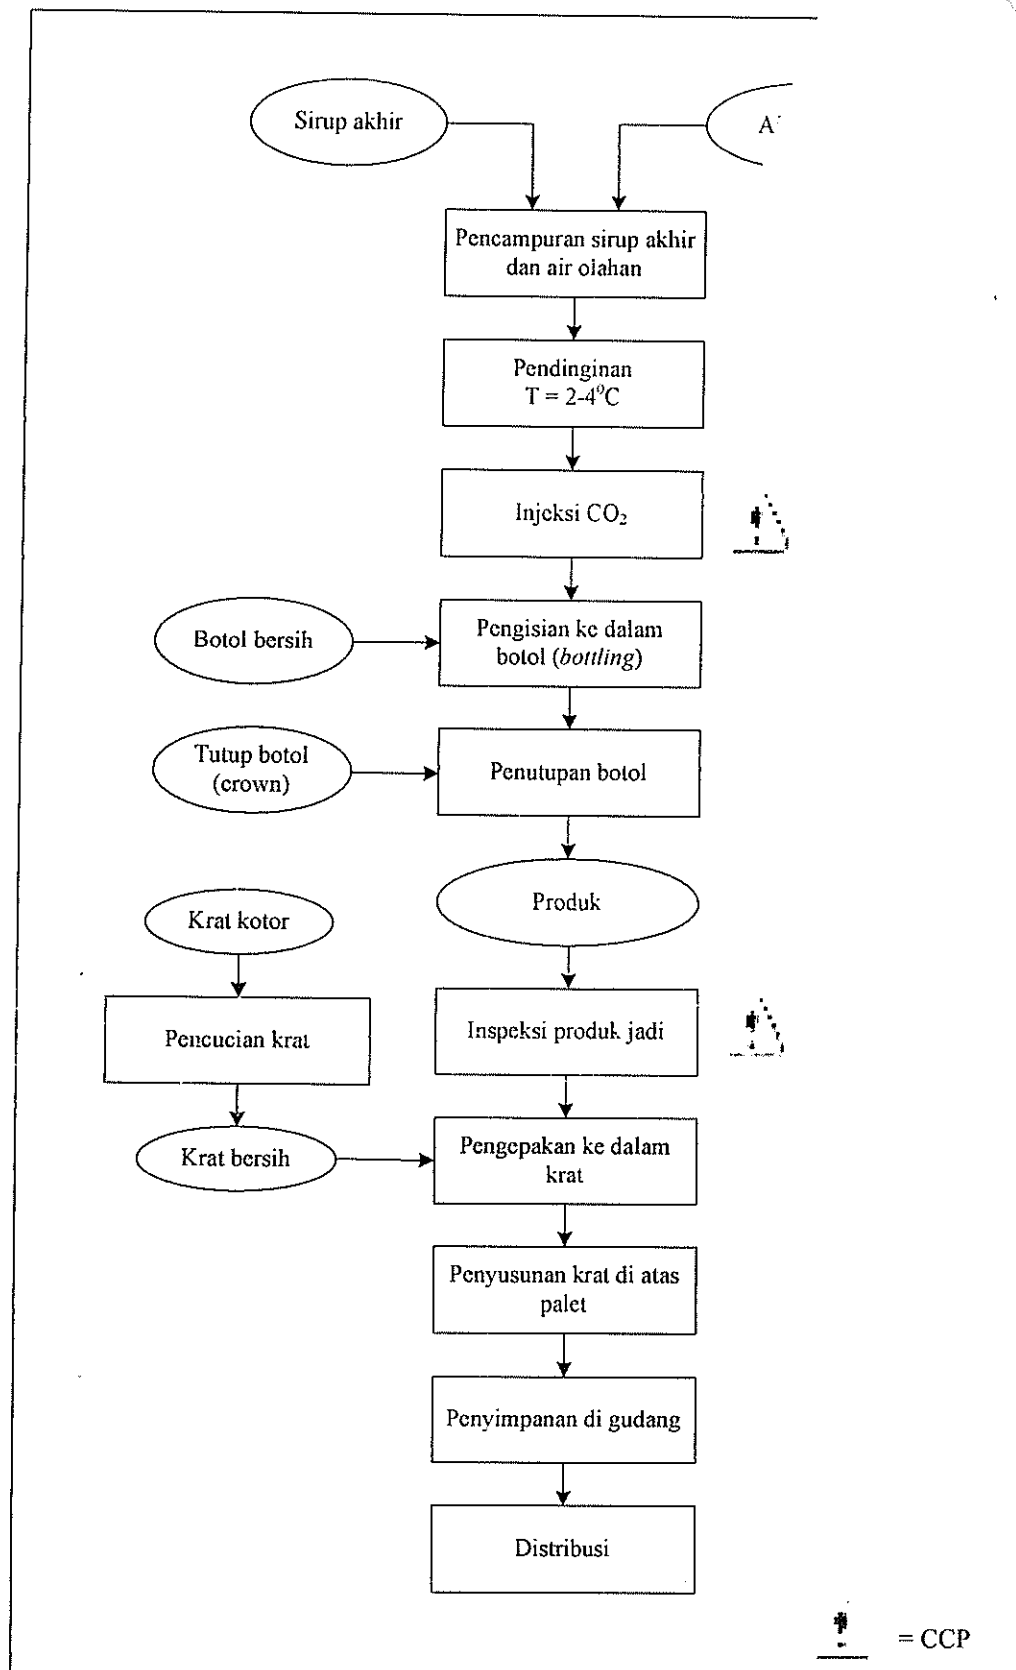 Sirup akhir
Pencampuran sirup akhir
dan air olahan
Pendinginan
T = 2-4°C
Injeksi CO₂
Botol bersih
Pengisian ke dalam
botol (bottling)
Tutup botol
(crown)
Penutupan botol
Produk
Krat kotor
Pencucian krat
Inspeksi produk jadi
Krat bersih
Pengepakan ke dalam
krat
Penyusunan krat di atas
palet
Penyimpanan di gudang
Distribusi
! = CCP